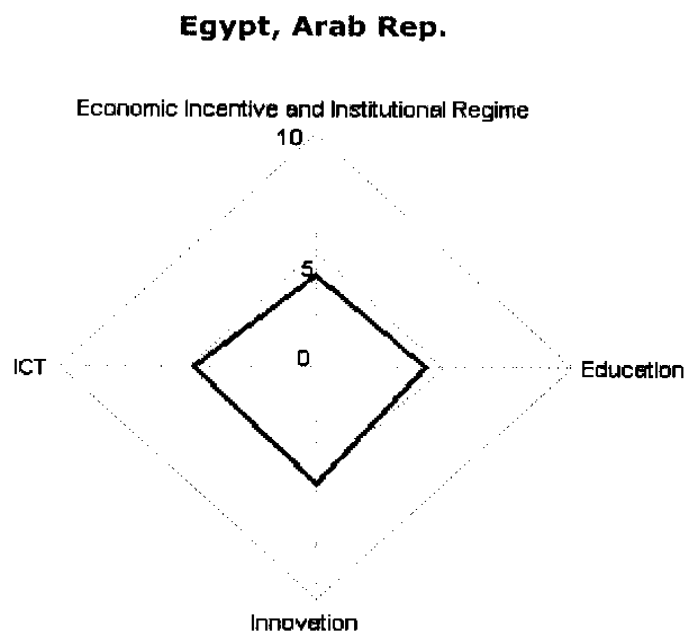 Egypt, Arab Rep.
Economic Incentive and Institutional Regime
10
5
0
ICT
Education
Innovation